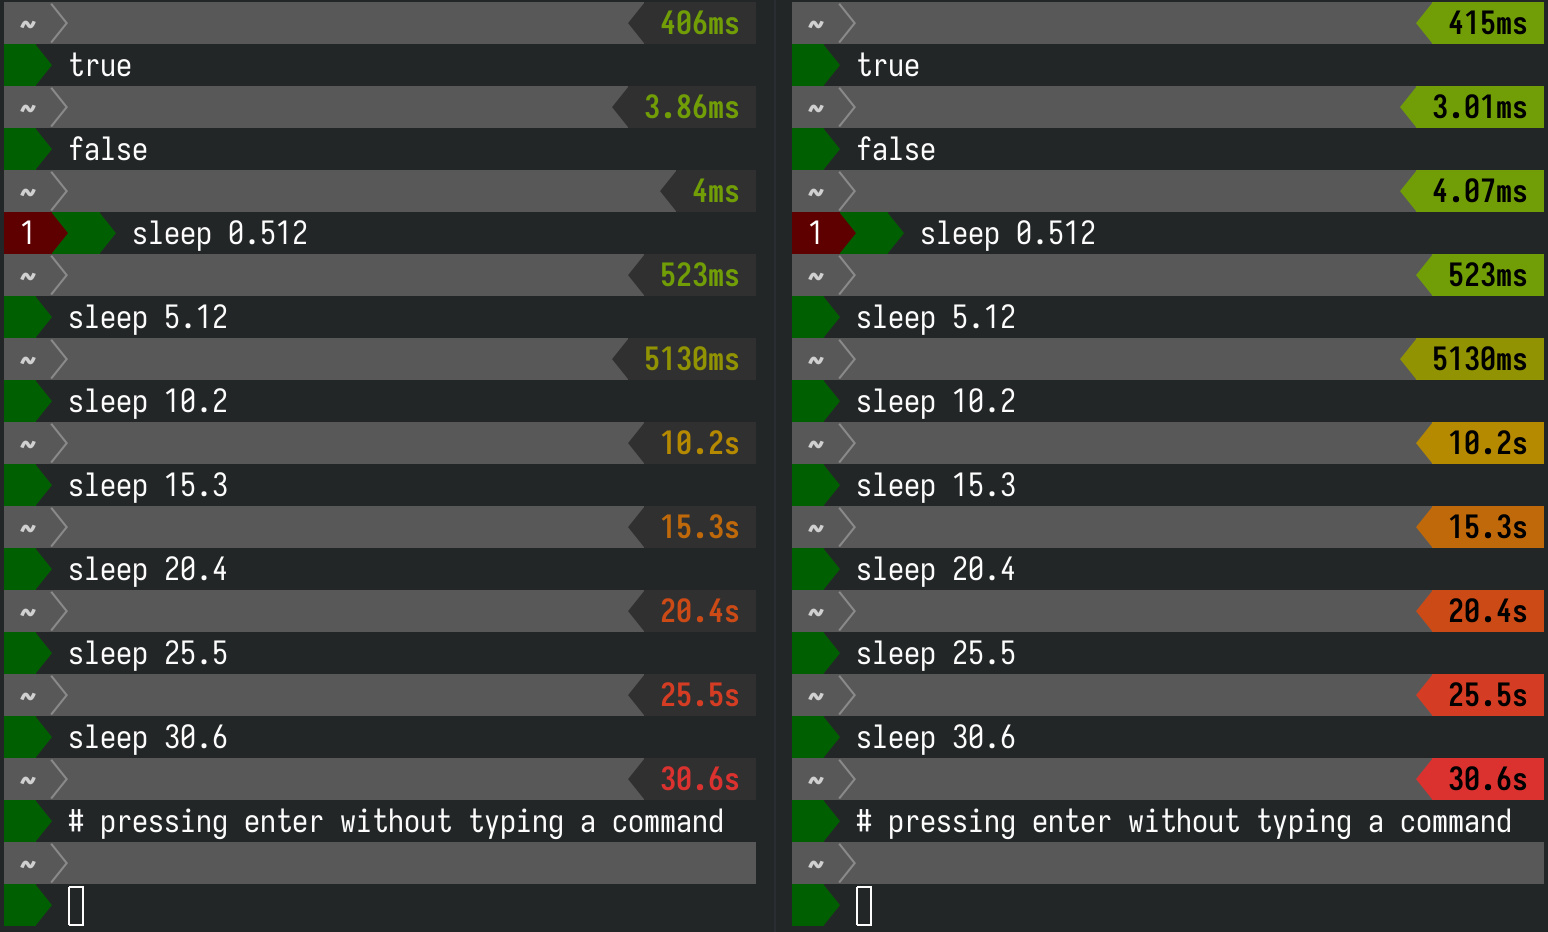 ~ 406ms
true
~ 3.86ms
false
~ 4ms
1 sleep 0.512
~ 523ms
sleep 5.12
~ 5130ms
sleep 10.2
~ 10.2s
sleep 15.3
~ 15.3s
sleep 20.4
~ 20.4s
sleep 25.5
~ 25.5s
sleep 30.6
~ 30.6s
# pressing enter without typing a command
~
~ 415ms
true
~ 3.01ms
false
~ 4.07ms
1 sleep 0.512
~ 523ms
sleep 5.12
~ 5130ms
sleep 10.2
~ 10.2s
sleep 15.3
~ 15.3s
sleep 20.4
~ 20.4s
sleep 25.5
~ 25.5s
sleep 30.6
~ 30.6s
# pressing enter without typing a command
~